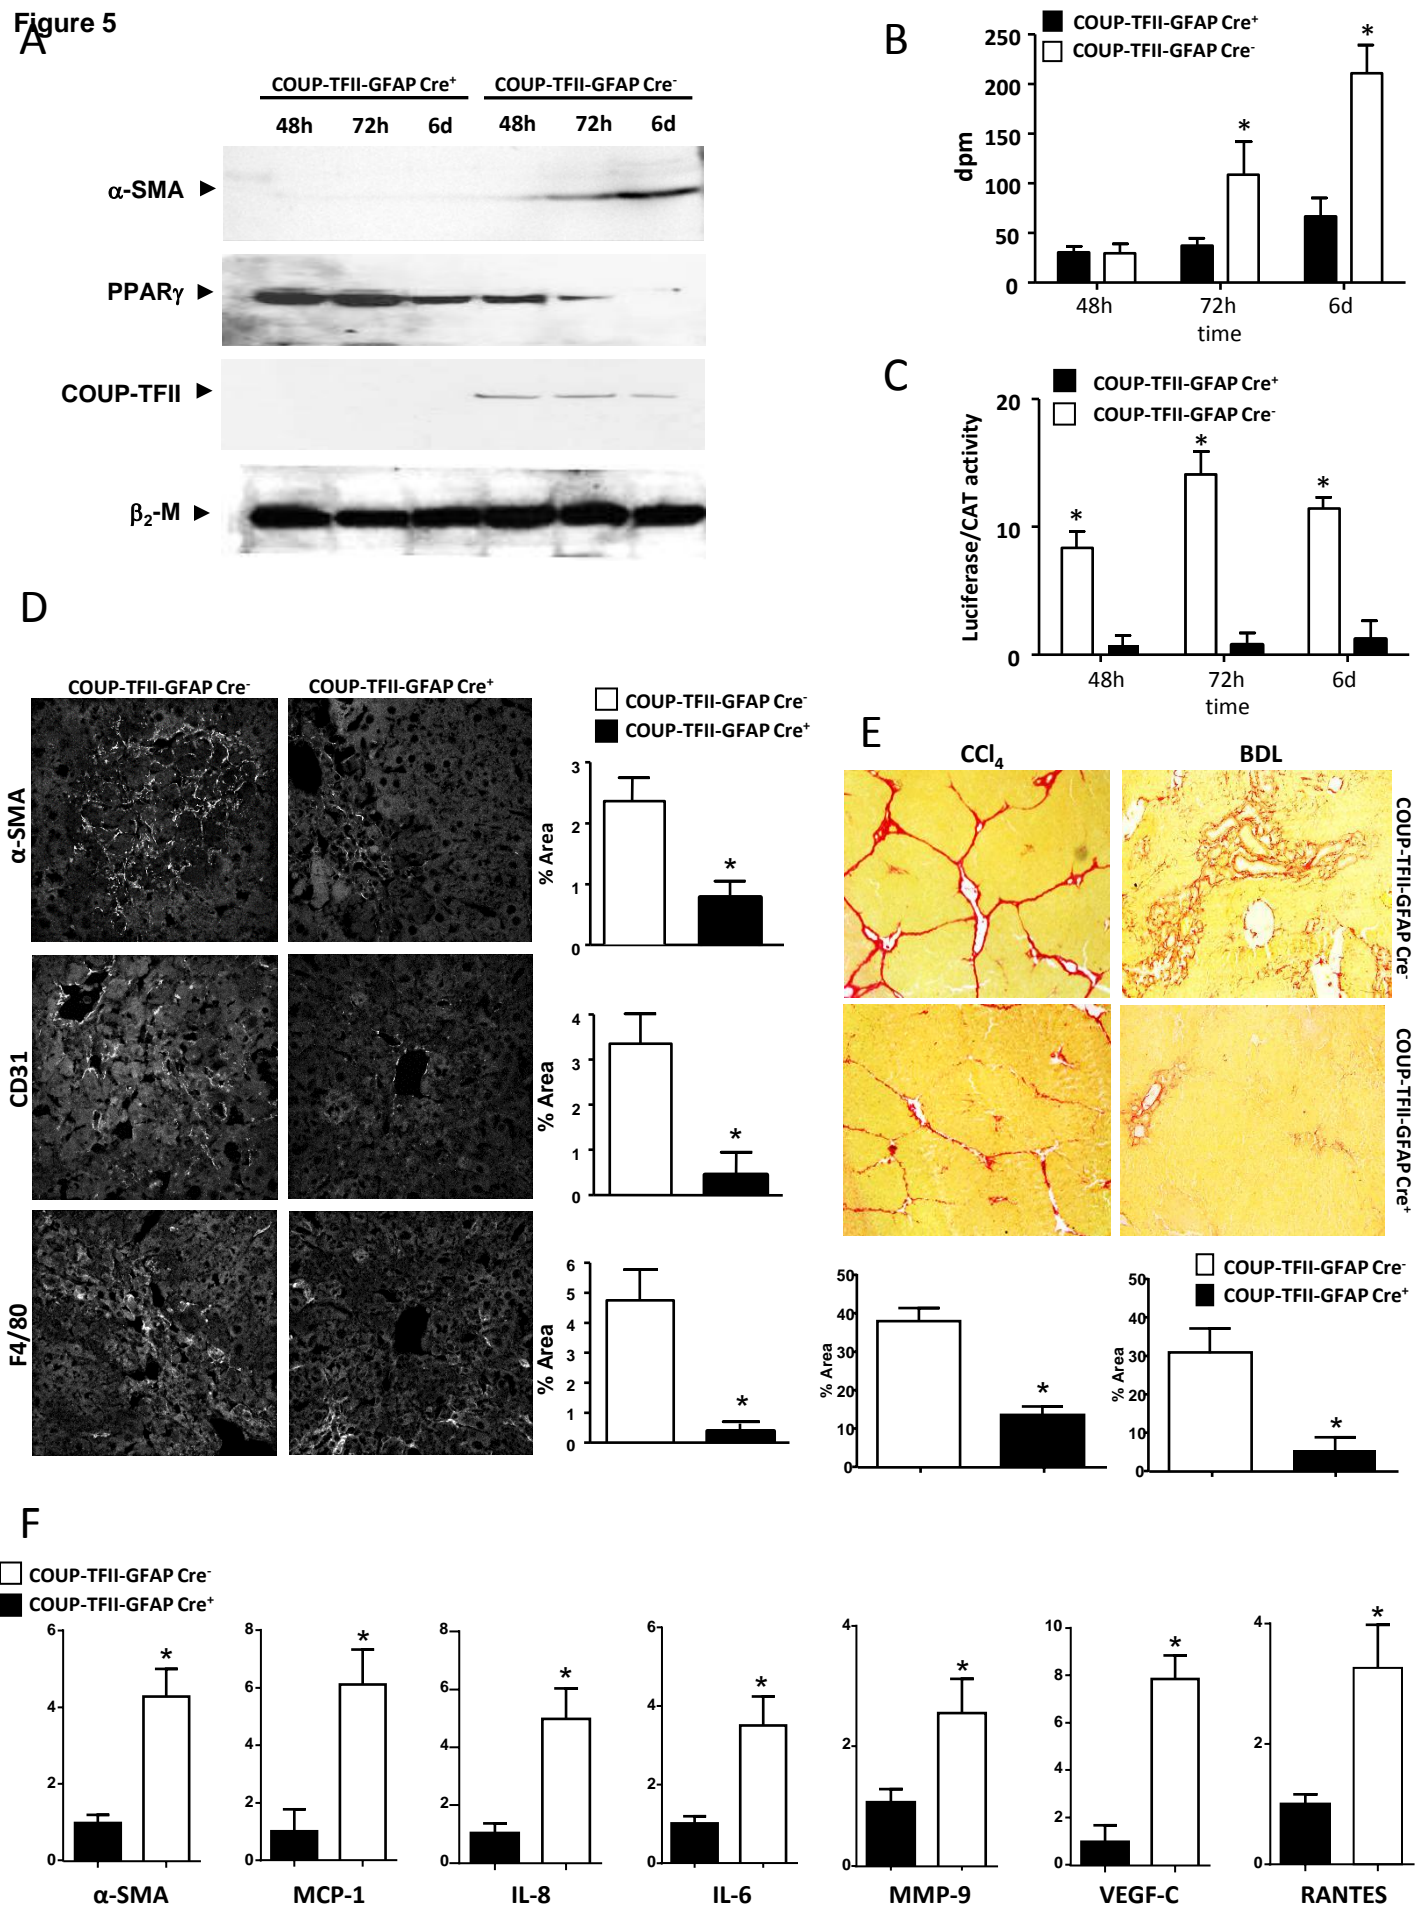 Figure 5
A
COUP-TFII-GFAP Cre⁺ COUP-TFII-GFAP Cre⁻
48h 72h 6d 48h 72h 6d
α-SMA
PPARγ
COUP-TFII
β₂-M
B
COUP-TFII-GFAP Cre⁺
COUP-TFII-GFAP Cre⁻
250
200
150
100
50
0
dpm
*
*
48h 72h 6d
time
C
COUP-TFII-GFAP Cre⁺
COUP-TFII-GFAP Cre⁻
20
10
0
Luciferase/CAT activity
*
*
*
48h 72h 6d
time
D
COUP-TFII-GFAP Cre⁻ COUP-TFII-GFAP Cre⁺
COUP-TFII-GFAP Cre⁻
COUP-TFII-GFAP Cre⁺
α-SMA
3
2
1
0
% Area
*
CD31
4
3
2
1
0
% Area
*
F4/80
6
5
4
3
2
1
0
% Area
*
E
CCl₄ BDL
COUP-TFII-GFAP Cre⁻
COUP-TFII-GFAP Cre⁺
COUP-TFII-GFAP Cre⁻
COUP-TFII-GFAP Cre⁺
50
40
30
20
10
0
% Area
*
50
40
30
20
10
0
% Area
*
F
COUP-TFII-GFAP Cre⁻
COUP-TFII-GFAP Cre⁺
6
4
2
0
*
α-SMA
8
6
4
2
0
*
MCP-1
8
6
4
2
0
*
IL-8
6
4
2
0
*
IL-6
4
2
0
*
MMP-9
10
8
6
4
2
0
*
VEGF-C
4
2
0
*
RANTES